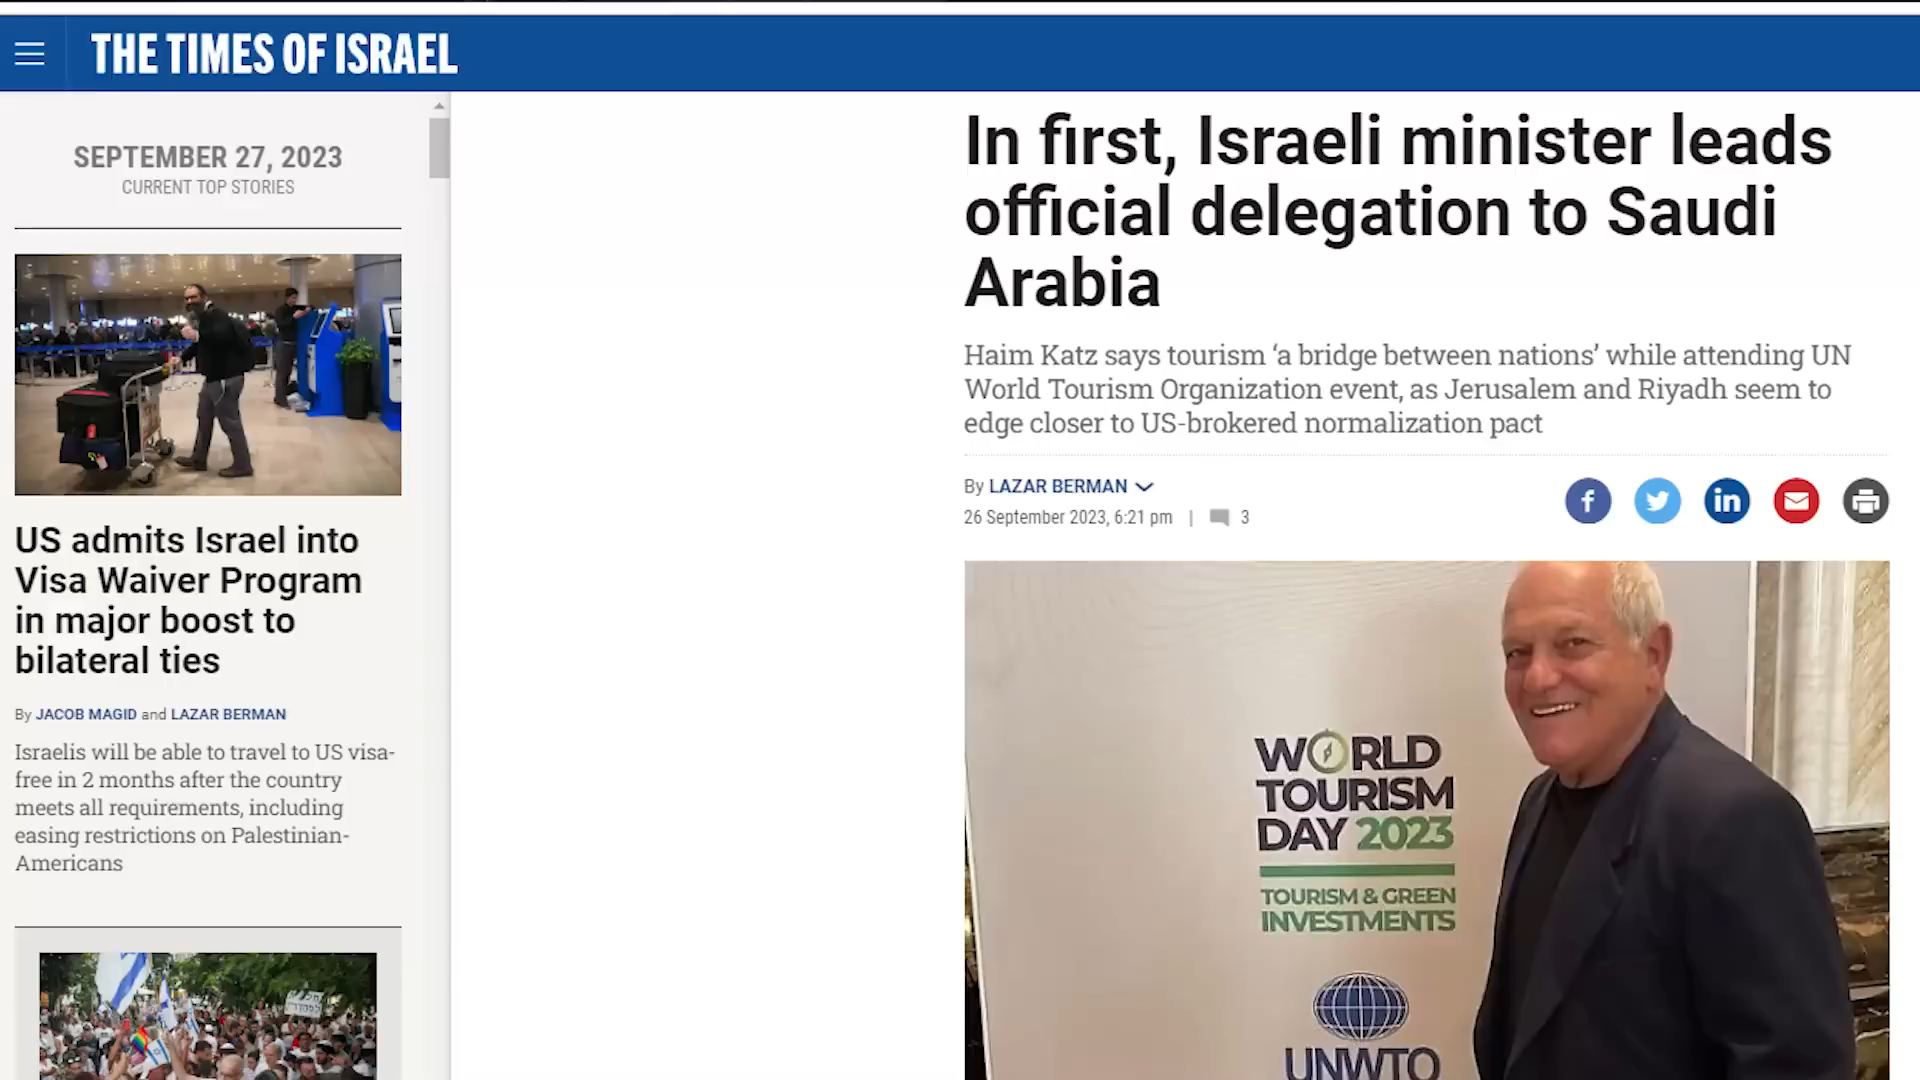 THE TIMES OF ISRAEL
SEPTEMBER 27, 2023
CURRENT TOP STORIES
US admits Israel into
Visa Waiver Program
in major boost to
bilateral ties
By JACOB MAGID and LAZAR BERMAN
Israelis will be able to travel to US visa-
free in 2 months after the country
meets all requirements, including
easing restrictions on Palestinian-
Americans
In first, Israeli minister leads
official delegation to Saudi
Arabia
Haim Katz says tourism ‘a bridge between nations’ while attending UN
World Tourism Organization event, as Jerusalem and Riyadh seem to
edge closer to US-brokered normalization pact
By LAZAR BERMAN
26 September 2023, 6:21 pm | 3
f in
WORLD
TOURISM
DAY 2023
TOURISM & GREEN
INVESTMENTS
UNWTO